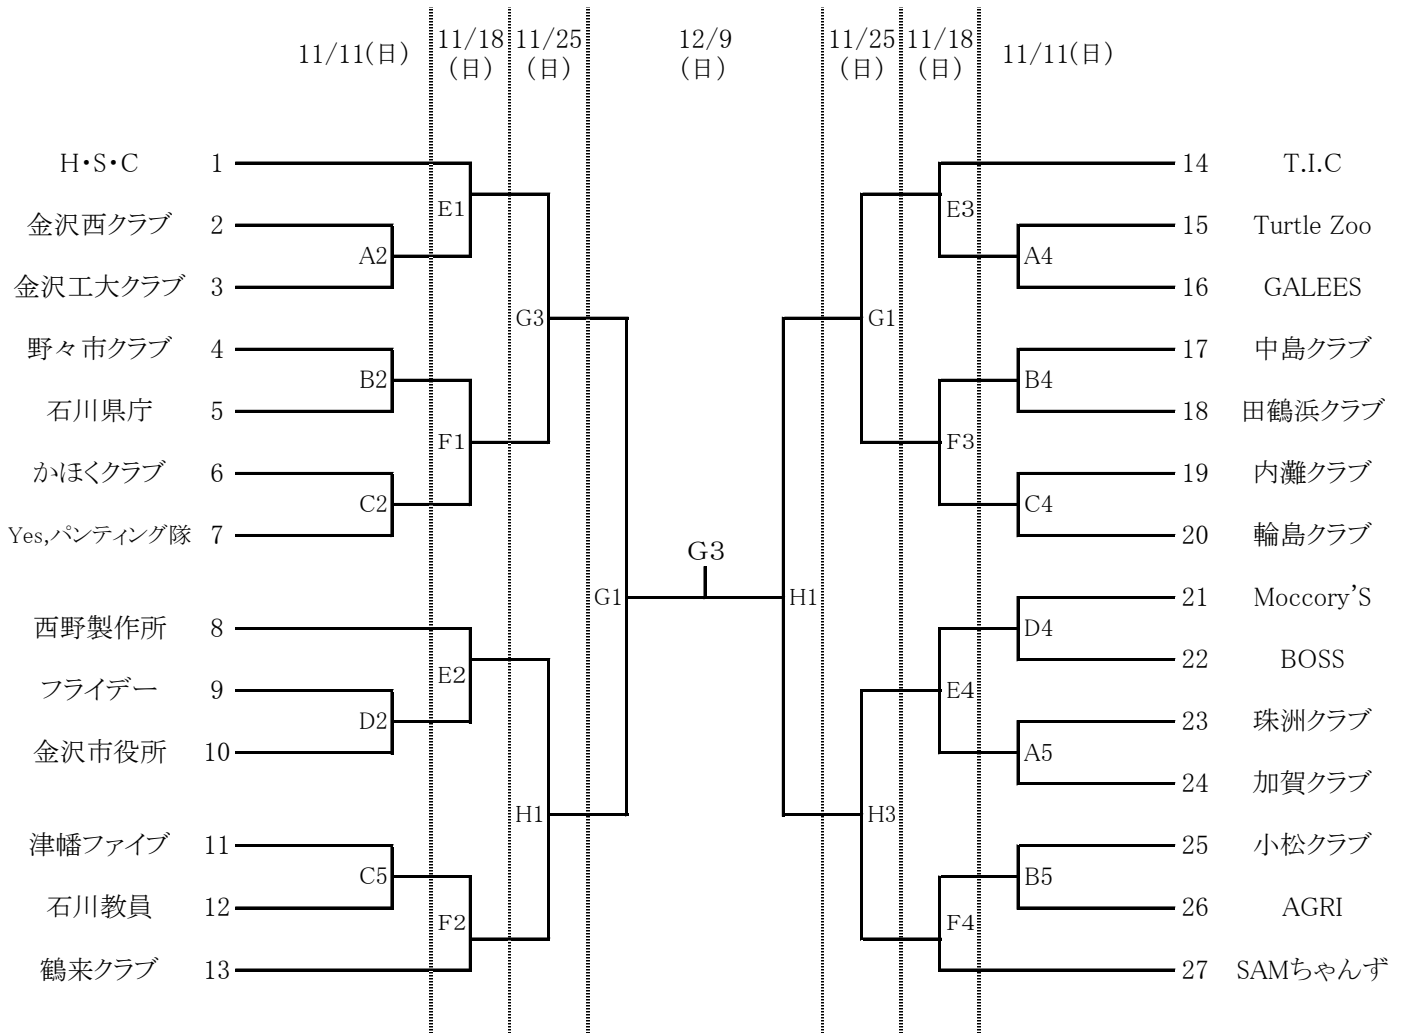 11/11(日)
11/18
(日)
11/25
(日)
12/9
(日)
11/25
(日)
11/18
(日)
11/11(日)
H・S・C 1
金沢西クラブ 2
金沢工大クラブ 3
野々市クラブ 4
石川県庁 5
かほくクラブ 6
Yes,パンティング隊 7
西野製作所 8
フライデー 9
金沢市役所 10
津幡ファイブ 11
石川教員 12
鶴来クラブ 13
A2
B2
C2
D2
C5
E1
F1
E2
F2
G3
H1
G1
G3
H1
G1
H3
E3
F3
E4
F4
A4
B4
C4
D4
A5
B5
14 T.I.C
15 Turtle Zoo
16 GALEES
17 中島クラブ
18 田鶴浜クラブ
19 内灘クラブ
20 輪島クラブ
21 Moccory'S
22 BOSS
23 珠洲クラブ
24 加賀クラブ
25 小松クラブ
26 AGRI
27 SAMちゃんず